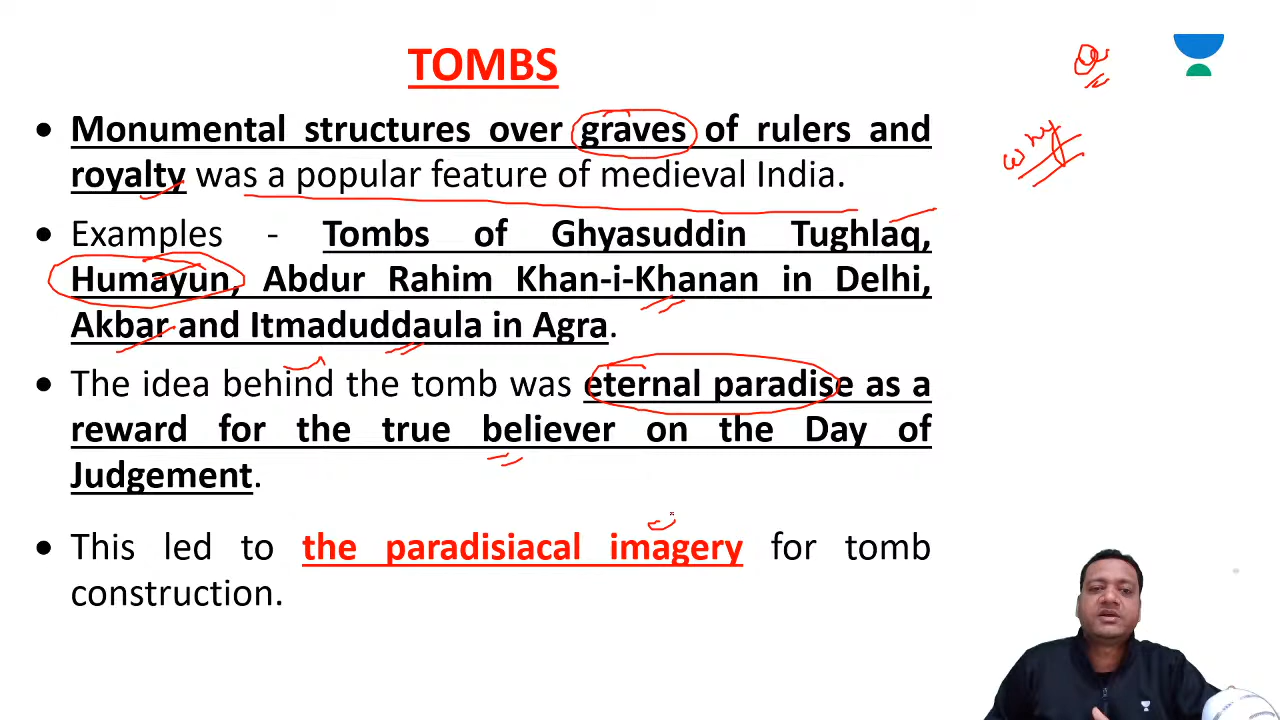 TOMBS
• Monumental structures over graves of rulers and
royalty was a popular feature of medieval India.
• Examples - Tombs of Ghyasuddin Tughlaq,
Humayun, Abdur Rahim Khan-i-Khanan in Delhi,
Akbar and Itmaduddaula in Agra.
• The idea behind the tomb was eternal paradise as a
reward for the true believer on the Day of
Judgement.
• This led to the paradisiacal imagery for tomb
construction.
why